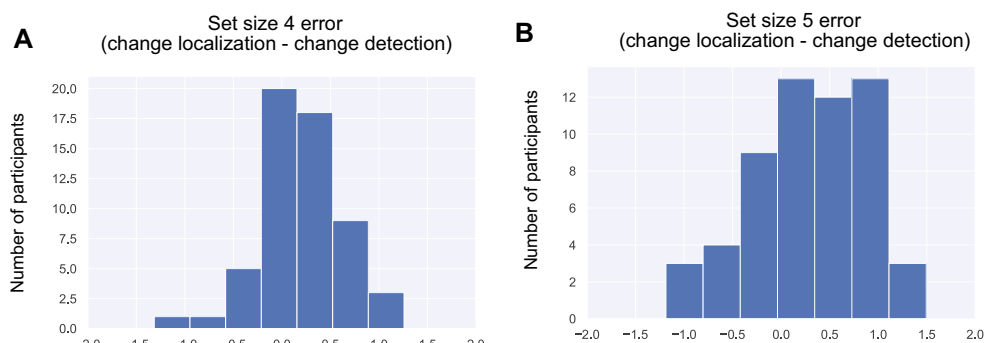 A
Set size 4 error
(change localization - change detection)
Number of participants
20.0
17.5
15.0
12.5
10.0
7.5
5.0
2.5
0.0
B
Set size 5 error
(change localization - change detection)
Number of participants
12
10
8
6
4
2
0
−2.0 −1.5 −1.0 −0.5 0.0 0.5 1.0 1.5 2.0